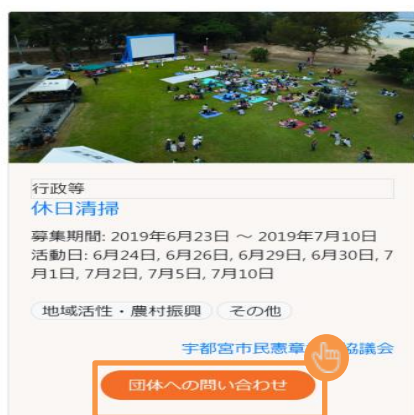 行政等
休日清掃
募集期間: 2019年6月23日 ～ 2019年7月10日
活動日: 6月24日, 6月26日, 6月29日, 6月30日, 7
月1日, 7月2日, 7月5日, 7月10日
地域活性・農村振興 その他
宇都宮市民憲章 協議会
団体への問い合わせ